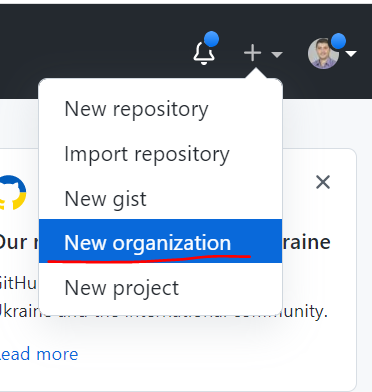 New repository
Import repository
New gist
New organization
New project
Our
raine
GitHu
Ukraine and the international community.
Lead more